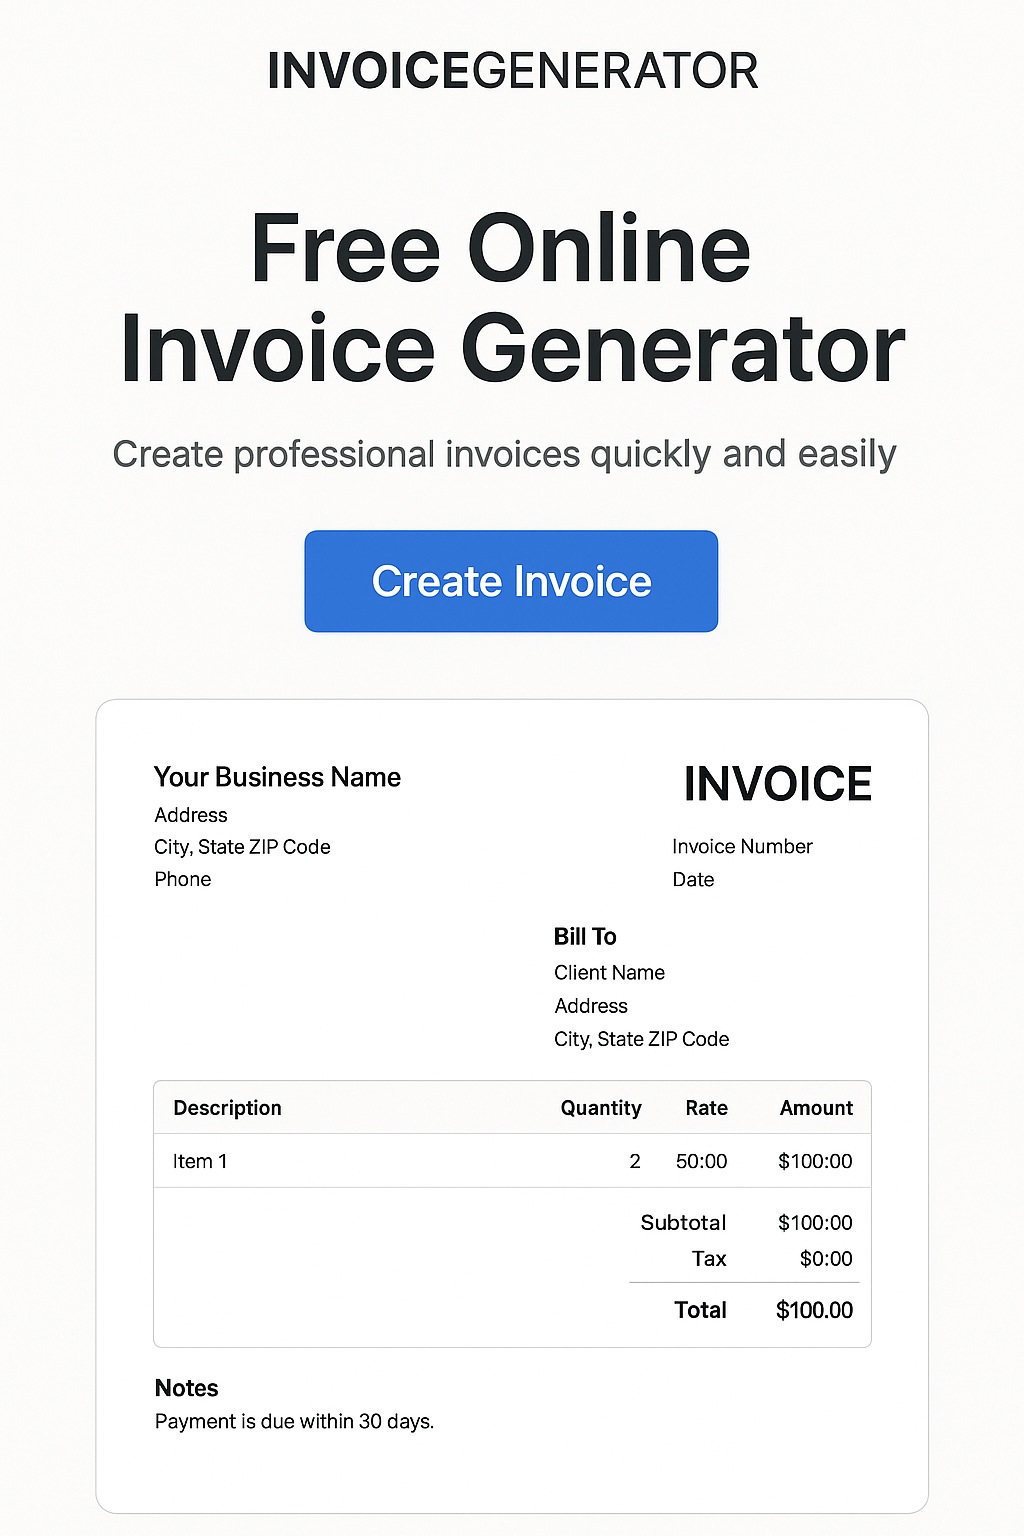 INVOICEGENERATOR
Free Online
Invoice Generator
Create professional invoices quickly and easily
Create Invoice
Your Business Name
Address
City, State ZIP Code
Phone
INVOICE
Invoice Number
Date
Bill To
Client Name
Address
City, State ZIP Code
Description Quantity Rate Amount
Item 1 2 50:00 $100:00
Subtotal $100:00
Tax $0:00
Total $100.00
Notes
Payment is due within 30 days.